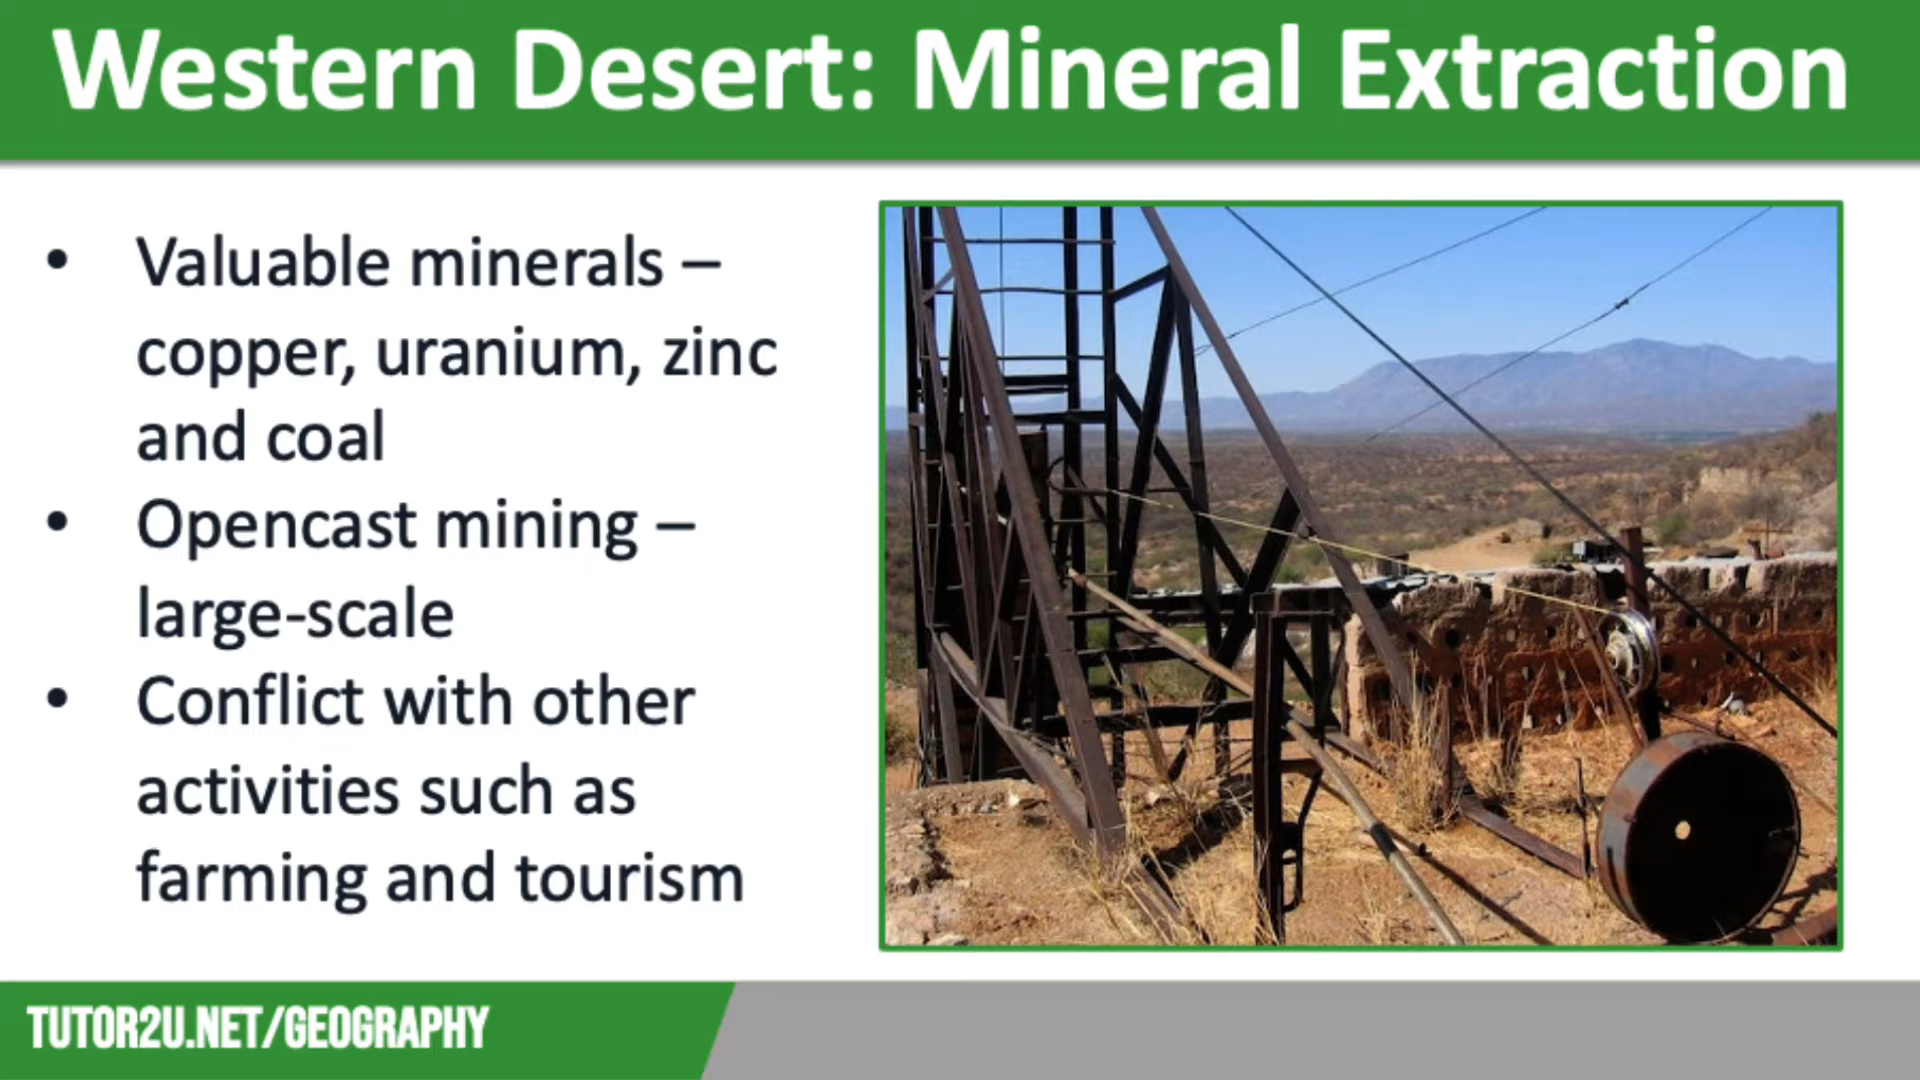 Western Desert: Mineral Extraction
• Valuable minerals –
copper, uranium, zinc
and coal
• Opencast mining –
large-scale
• Conflict with other
activities such as
farming and tourism
TUTOR2U.NET/GEOGRAPHY